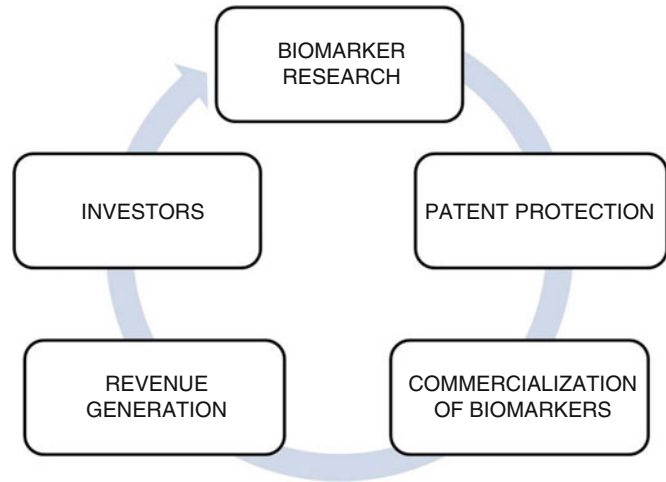 BIOMARKER
RESEARCH
PATENT PROTECTION
COMMERCIALIZATION
OF BIOMARKERS
REVENUE
GENERATION
INVESTORS